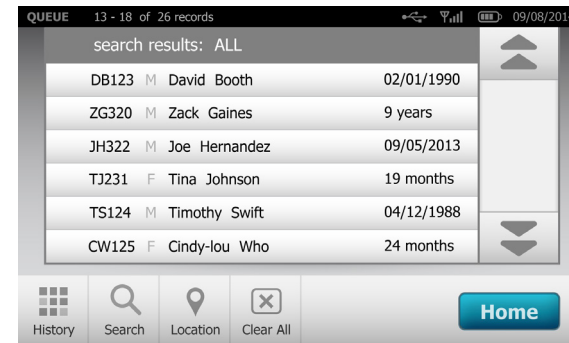 QUEUE 13 - 18 of 26 records 09/08/201
search results: ALL
DB123 M David Booth 02/01/1990
ZG320 M Zack Gaines 9 years
JH322 M Joe Hernandez 09/05/2013
TJ231 F Tina Johnson 19 months
TS124 M Timothy Swift 04/12/1988
CW125 F Cindy-lou Who 24 months
History Search Location Clear All Home